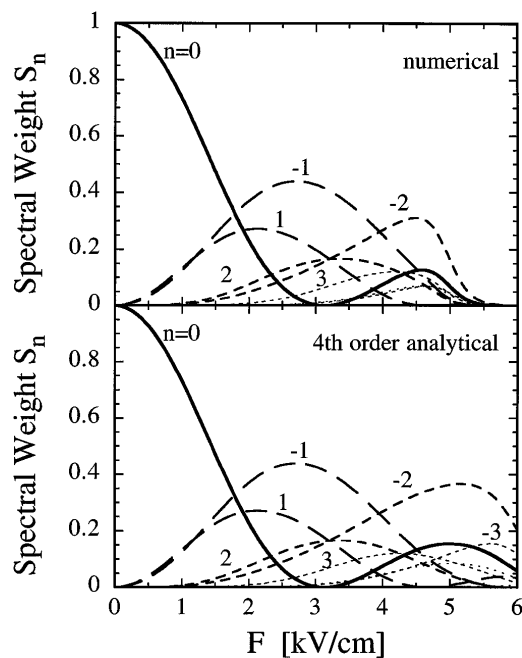 Spectral Weight Sn
1
0.8
0.6
0.4
0.2
0
n=0
numerical
-1
1
-2
2
3
Spectral Weight Sn
0.8
0.6
0.4
0.2
0
n=0
4th order analytical
-1
1
-2
2
3
-3
0 1 2 3 4 5 6
F [kV/cm]